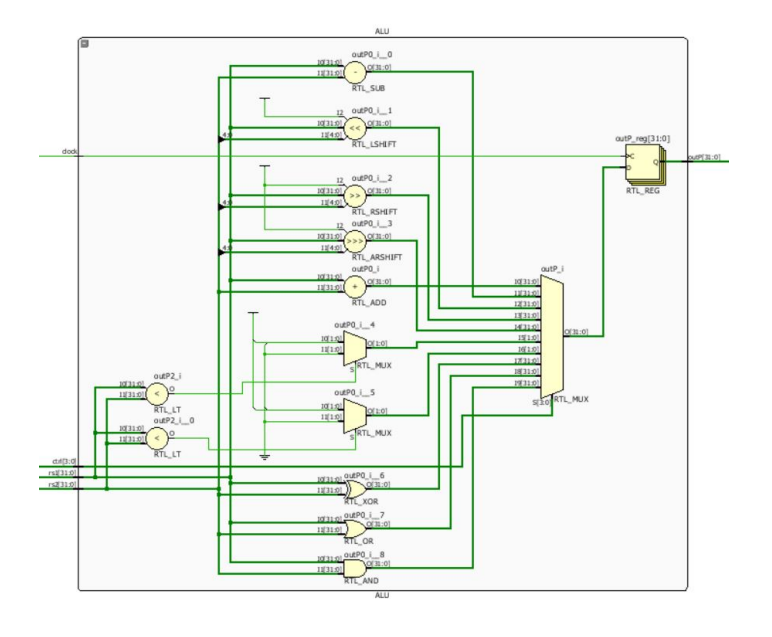 ALU
outP0_i__0
I0[31:0]
I1[31:0]
O[31:0]
-
RTL_SUB
outP0_i__1
I2
I0[31:0]
4:0
I1[4:0]
O[31:0]
<<
RTL_LSHIFT
outP0_i__2
I2
I0[31:0]
4:0
I1[4:0]
O[31:0]
>>
RTL_RSHIFT
outP0_i__3
I2
I0[31:0]
4:0
I1[4:0]
O[31:0]
>>>
RTL_ARSHIFT
outP0_i
I0[31:0]
I1[31:0]
O[31:0]
+
RTL_ADD
outP0_i__4
I0[1:0]
I1[1:0]
O[1:0]
S
RTL_MUX
outP2_i
I0[31:0]
I1[31:0]
O
<
RTL_LT
outP0_i__5
I0[1:0]
I1[1:0]
O[1:0]
S
RTL_MUX
outP2_i__0
I0[31:0]
I1[31:0]
O
<
RTL_LT
clock
ctrl[3:0]
rs1[31:0]
rs2[31:0]
outP0_i__6
I0[31:0]
I1[31:0]
O[31:0]
RTL_XOR
outP0_i__7
I0[31:0]
I1[31:0]
O[31:0]
RTL_OR
outP0_i__8
I0[31:0]
I1[31:0]
O[31:0]
RTL_AND
outP_i
I0[31:0]
I1[31:0]
I2[31:0]
I3[31:0]
I4[31:0]
I5[1:0]
I6[1:0]
I7[31:0]
I8[31:0]
I9[31:0]
O[31:0]
S[3:0]
RTL_MUX
outP_reg[31:0]
C
D
Q
RTL_REG
outP[31:0]
ALU